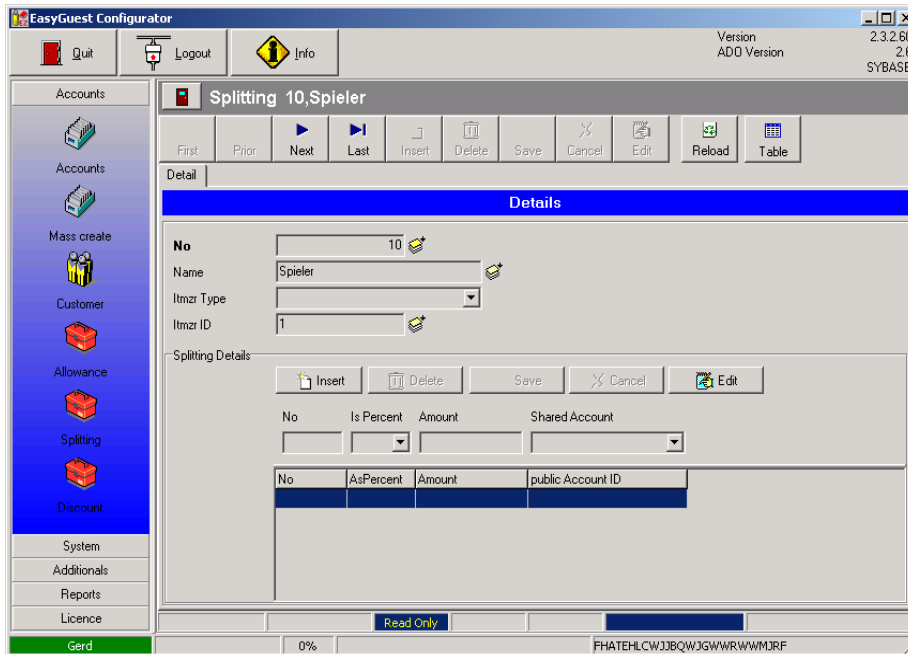 EasyGuest Configurator
Quit Logout Info
Version 2.3.2.60
ADO Version 2.6
SYBASE
Accounts
Accounts
Mass create
Customer
Allowance
Splitting
Discount
System
Additionals
Reports
Licence
Gerd
Splitting 10,Spieler
First Prior Next Last Insert Delete Save Cancel Edit Reload Table
Detail
Details
No 10
Name Spieler
Itmzr Type
Itmzr ID 1
Splitting Details
Insert Delete Save Cancel Edit
No Is Percent Amount Shared Account
No AsPercent Amount public Account ID
Read Only
0% FHATEHLCWJJBQWJGWWRWWMJRF